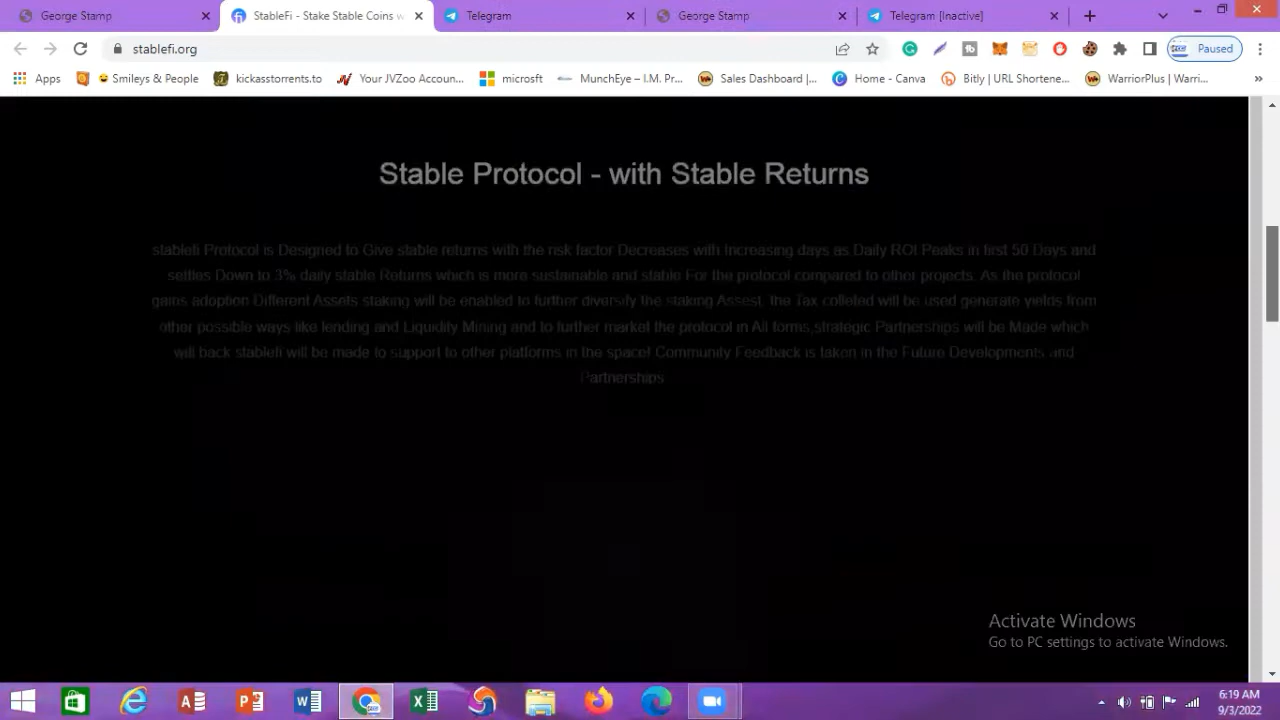 George Stamp
StableFi - Stake Stable Coins w
Telegram
George Stamp
Telegram [Inactive]
stablefi.org
Paused
Apps
Smileys & People
kickasstorrents.to
Your JVZoo Accoun...
microsft
MunchEye – I.M. Pr...
Sales Dashboard |...
Home - Canva
Bitly | URL Shortene...
WarriorPlus | Warri...
Stable Protocol - with Stable Returns
stablefi Protocol is Designed to Give stable returns with the risk factor Decreases with Increasing days as Daily ROI Peaks in first 50 Days and
settles Down to 3% daily stable Returns which is more sustainable and stable For the protocol compared to other projects. As the protocol
gains adoption Different Assets staking will be enabled to further diversify the staking Assest, the Tax colleted will be used generate yelds from
other possible ways like lending and Liquidity Mining and to further market the protocol in All forms,strategic Partnerships will be Made which
will back stablefi will be made to support to other platforms in the space! Community Feedback is taken in the Future Developments and
Partnerships
Activate Windows
Go to PC settings to activate Windows.
6:19 AM
9/3/2022